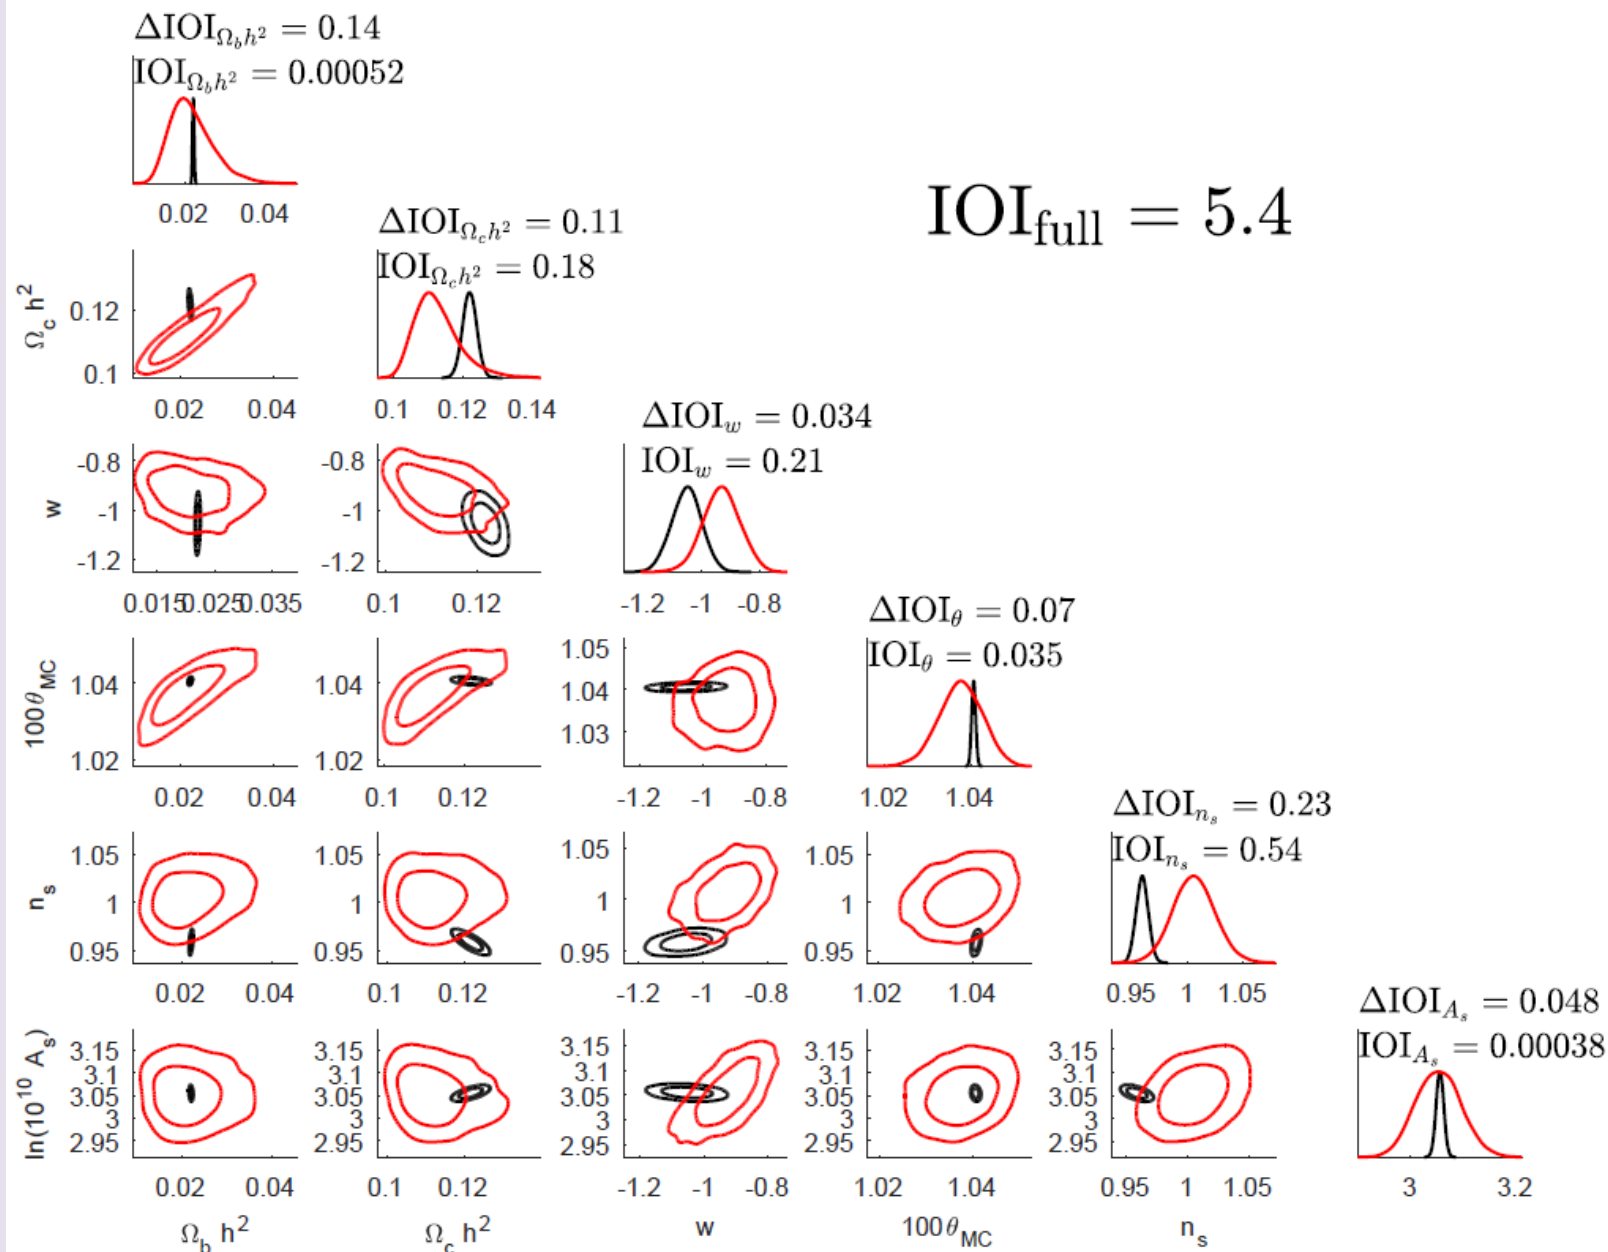 ΔIOI_{Ω_b h^2} = 0.14
IOI_{Ω_b h^2} = 0.00052
0.02 0.04
ΔIOI_{Ω_c h^2} = 0.11
IOI_{Ω_c h^2} = 0.18
IOI_{full} = 5.4
Ω_c h^2
0.12
0.1
0.02 0.04
0.1 0.12 0.14
ΔIOI_w = 0.034
IOI_w = 0.21
w
-0.8
-1
-1.2
-0.8
-1
-1.2
0.015 0.025 0.035
0.1 0.12
-1.2 -1 -0.8
ΔIOI_θ = 0.07
IOI_θ = 0.035
100θ_{MC}
1.04
1.02
1.04
1.02
1.05
1.04
1.03
0.02 0.04
0.1 0.12
-1.2 -1 -0.8
1.02 1.04
ΔIOI_{n_s} = 0.23
IOI_{n_s} = 0.54
n_s
1.05
1
0.95
1.05
1
0.95
1.05
1
0.95
1.05
1
0.95
0.02 0.04
0.1 0.12
-1.2 -1 -0.8
1.02 1.04
0.95 1 1.05
ΔIOI_{A_s} = 0.048
IOI_{A_s} = 0.00038
ln(10^{10} A_s)
3.15
3.1
3.05
3
2.95
3.15
3.1
3.05
3
2.95
3.15
3.1
3.05
3
2.95
3.15
3.1
3.05
3
2.95
3.15
3.1
3.05
3
2.95
0.02 0.04
0.1 0.12
-1.2 -1 -0.8
1.02 1.04
0.95 1 1.05
3 3.2
Ω_b h^2
Ω_c h^2
w
100θ_{MC}
n_s